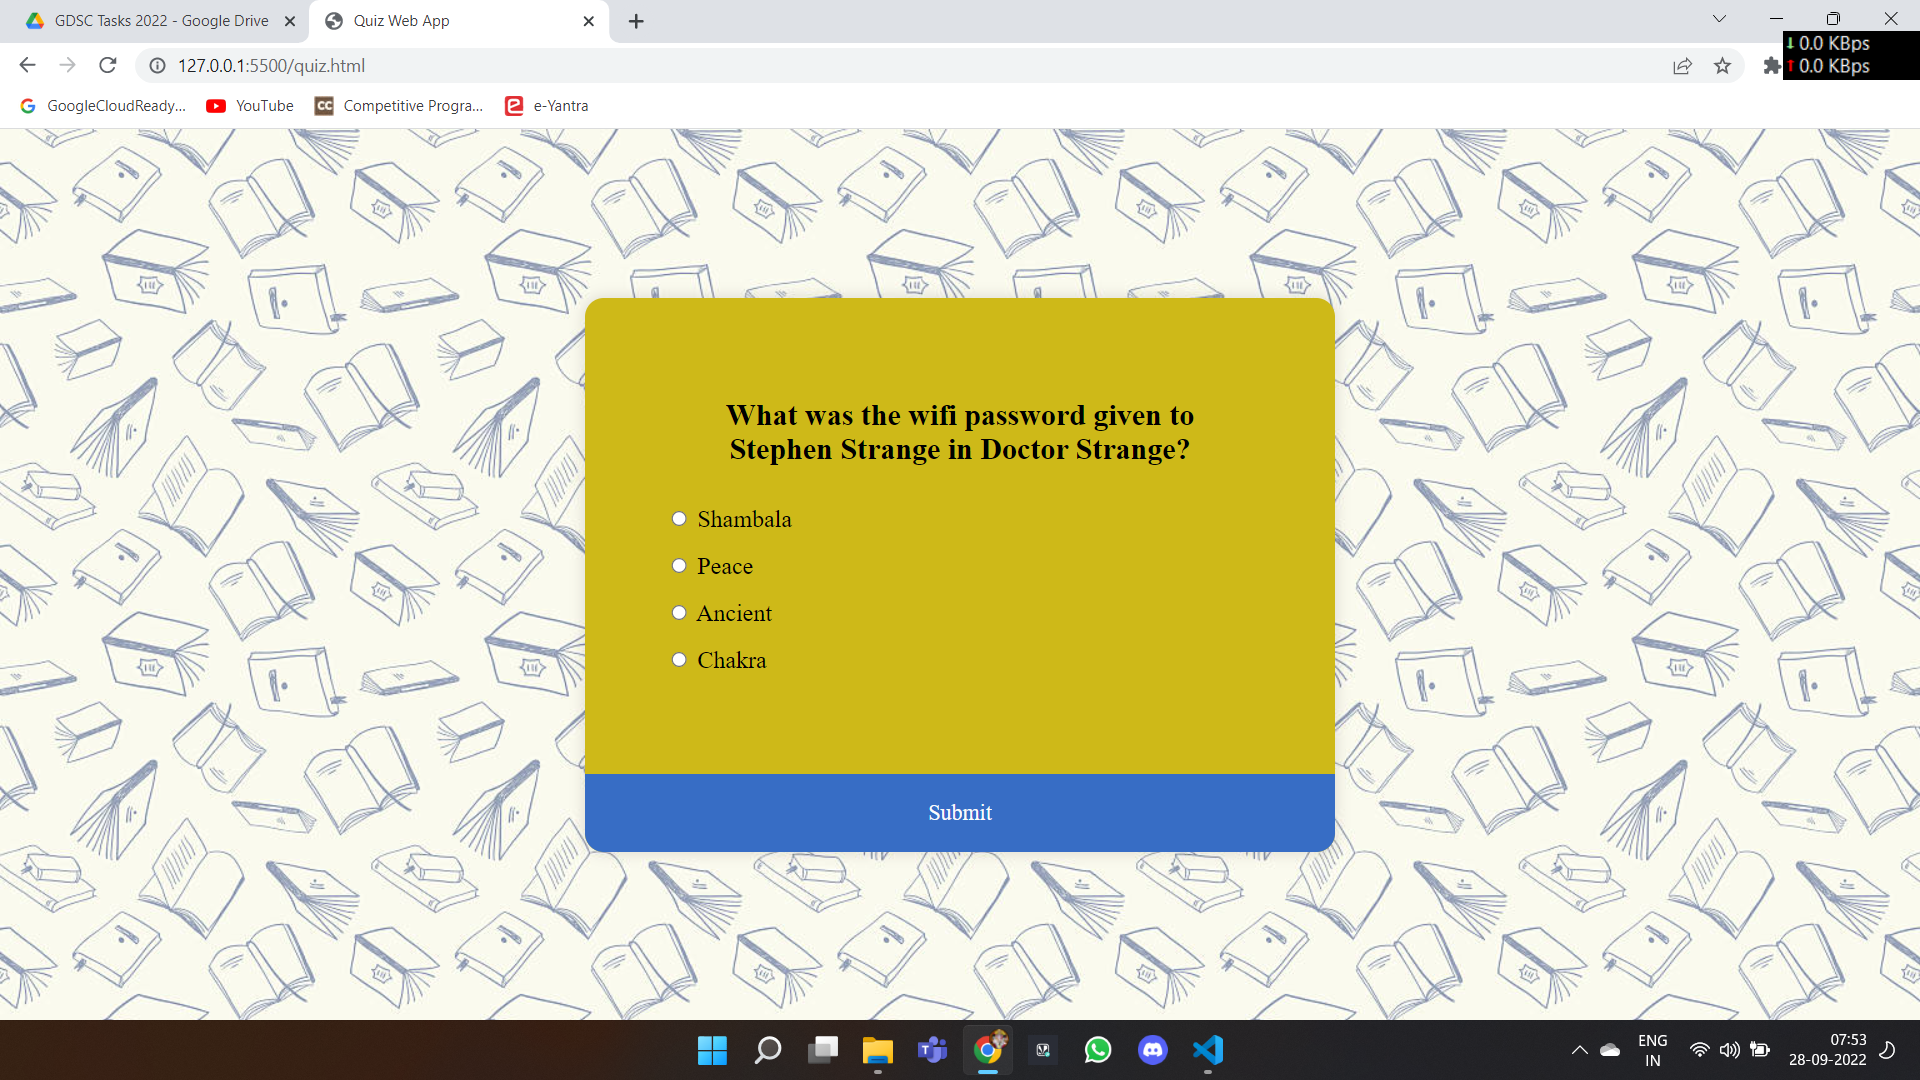 GDSC Tasks 2022 - Google Drive
Quiz Web App
0.0 KBps
0.0 KBps
127.0.0.1:5500/quiz.html
GoogleCloudReady...
YouTube
CC Competitive Progra...
e-Yantra
What was the wifi password given to
Stephen Strange in Doctor Strange?
Shambala
Peace
Ancient
Chakra
Submit
ENG
IN
07:53
28-09-2022